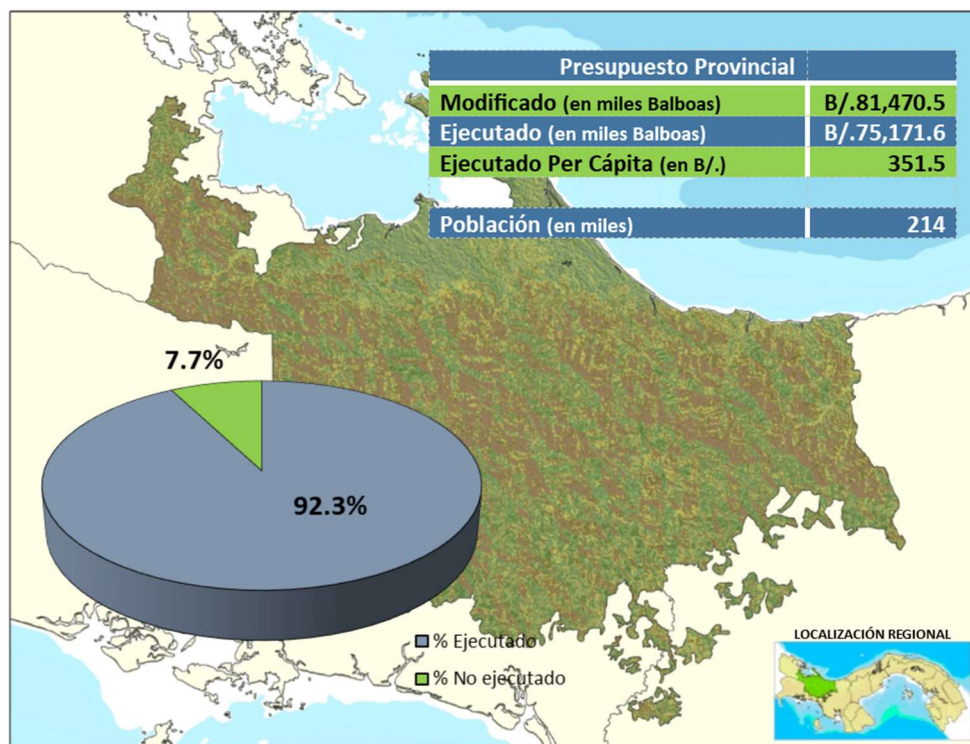 Presupuesto Provincial
Modificado (en miles Balboas) B/.81,470.5
Ejecutado (en miles Balboas) B/.75,171.6
Ejecutado Per Cápita (en B/.) 351.5
Población (en miles) 214
7.7%
92.3%
% Ejecutado
% No ejecutado
LOCALIZACIÓN REGIONAL